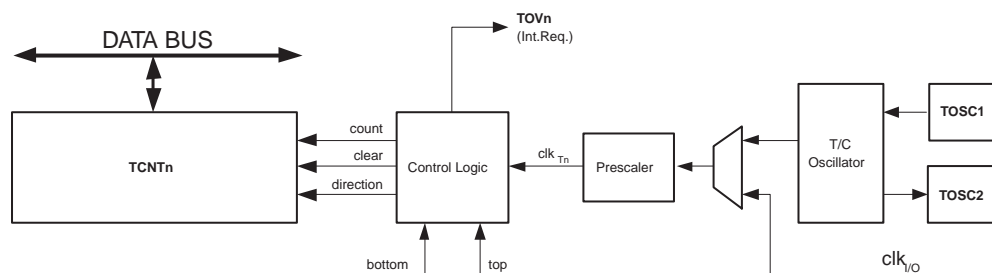 DATA BUS
TOVn
(Int.Req.)
TCNTn
count
clear
direction
Control Logic
clk Tn
Prescaler
T/C
Oscillator
TOSC1
TOSC2
bottom
top
clk I/O